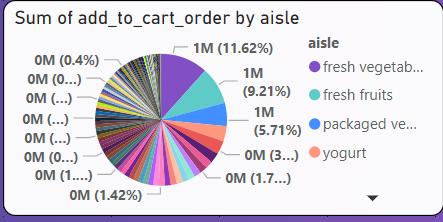 Sum of add_to_cart_order by aisle
1M (11.62%)
1M
(9.21%)
1M
(5.71%)
0M (3...)
0M (1.7...)
0M (1.42%)
0M (1....)
0M (0...)
0M (...)
0M (...)
0M (...)
0M (0...)
0M (0.4%)
aisle
fresh vegetab...
fresh fruits
packaged ve...
yogurt